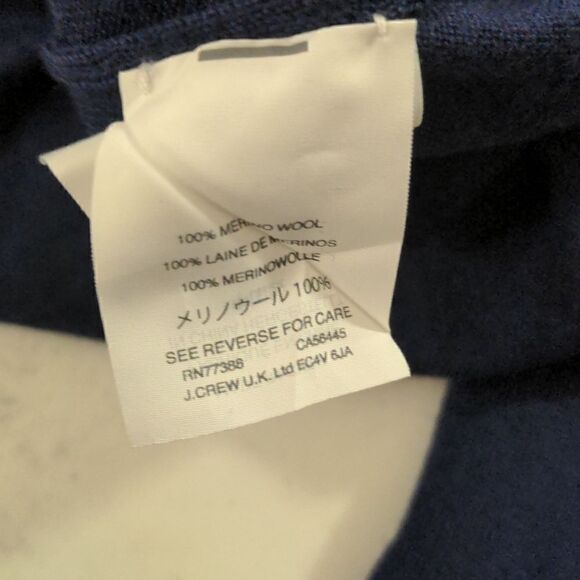 100% MERINO WOOL
100% LAINE DE MERINOS
100% MERINOWOLLE
メリノウール 100%
SEE REVERSE FOR CARE
RN77388 CA56445
J.CREW U.K. Ltd EC4V 6JA